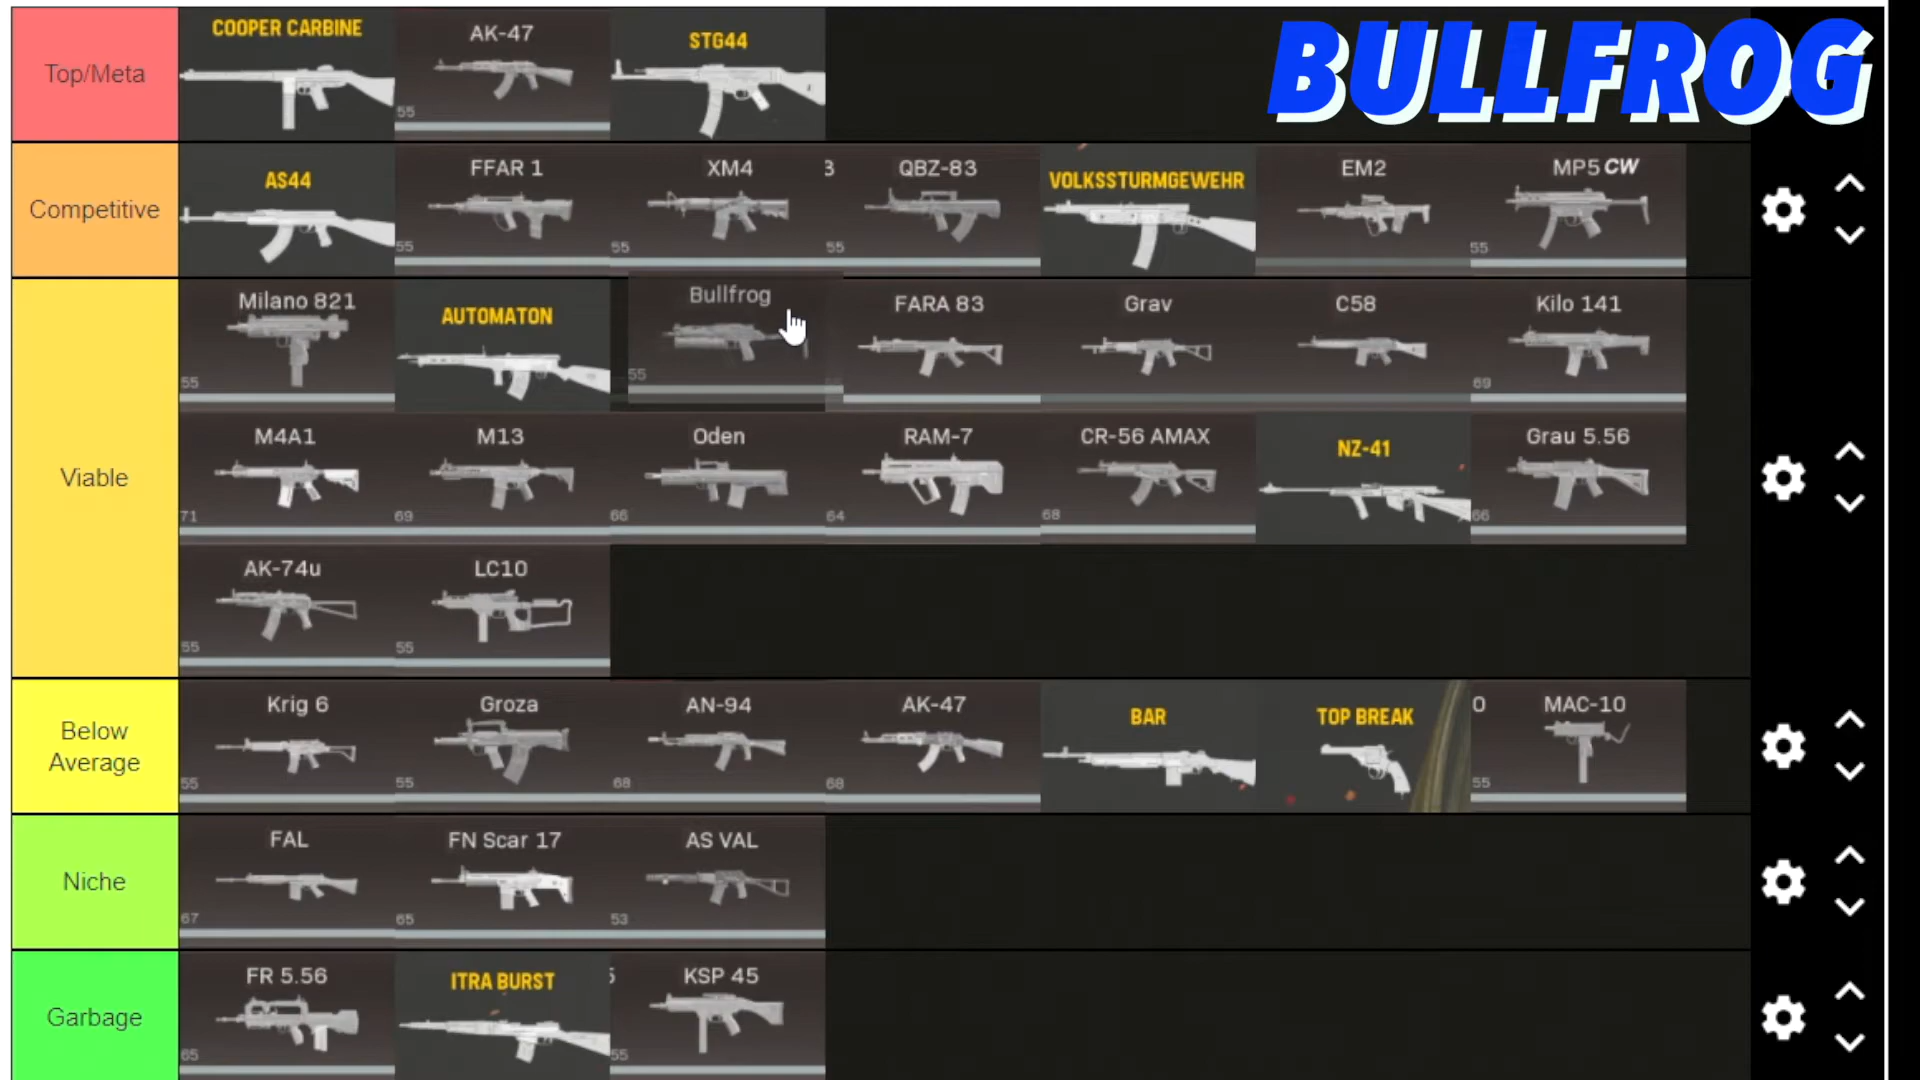 BULLFROG
Top/Meta
COOPER CARBINE
AK-47
55
STG44
Competitive
AS44
FFAR 1
55
XM4
55
3
QBZ-83
55
VOLKSSTURMGEWEHR
EM2
MP5 CW
55
Viable
Milano 821
55
AUTOMATON
Bullfrog
55
FARA 83
Grav
C58
Kilo 141
69
M4A1
71
M13
69
Oden
66
RAM-7
64
CR-56 AMAX
68
NZ-41
Grau 5.56
66
AK-74u
55
LC10
55
Below
Average
Krig 6
55
Groza
55
AN-94
68
AK-47
68
BAR
TOP BREAK
0
MAC-10
55
Niche
FAL
67
FN Scar 17
65
AS VAL
53
Garbage
FR 5.56
65
ITRA BURST
KSP 45
55